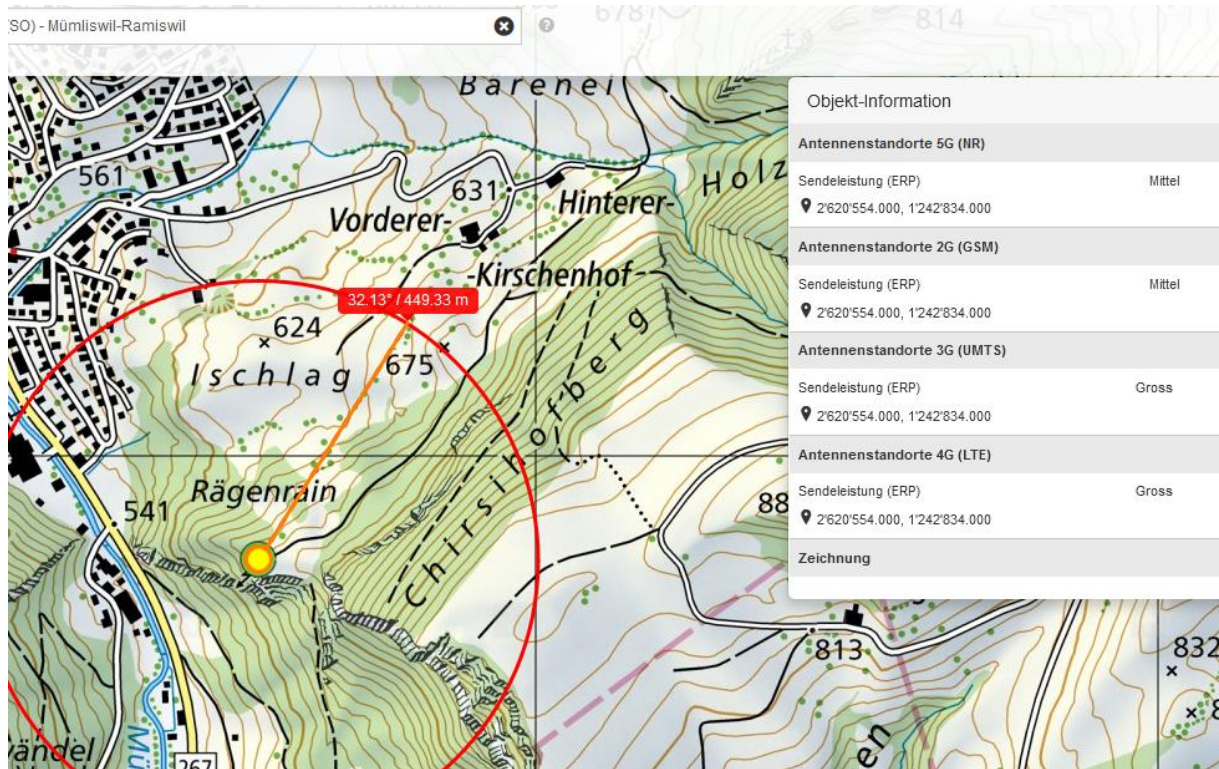 (SO) - Mümliswil-Ramiswil
678
814
Barenei
561
631
Hinterer-
Holz
Vorderer-
-Kirschenhof-
32.13° / 449.33 m
624
675
Ischlag
Chirsihofberg
Rägenrain
541
88
813
832
267
Objekt-Information
Antennenstandorte 5G (NR)
Sendeleistung (ERP) Mittel
2'620'554.000, 1'242'834.000
Antennenstandorte 2G (GSM)
Sendeleistung (ERP) Mittel
2'620'554.000, 1'242'834.000
Antennenstandorte 3G (UMTS)
Sendeleistung (ERP) Gross
2'620'554.000, 1'242'834.000
Antennenstandorte 4G (LTE)
Sendeleistung (ERP) Gross
2'620'554.000, 1'242'834.000
Zeichnung